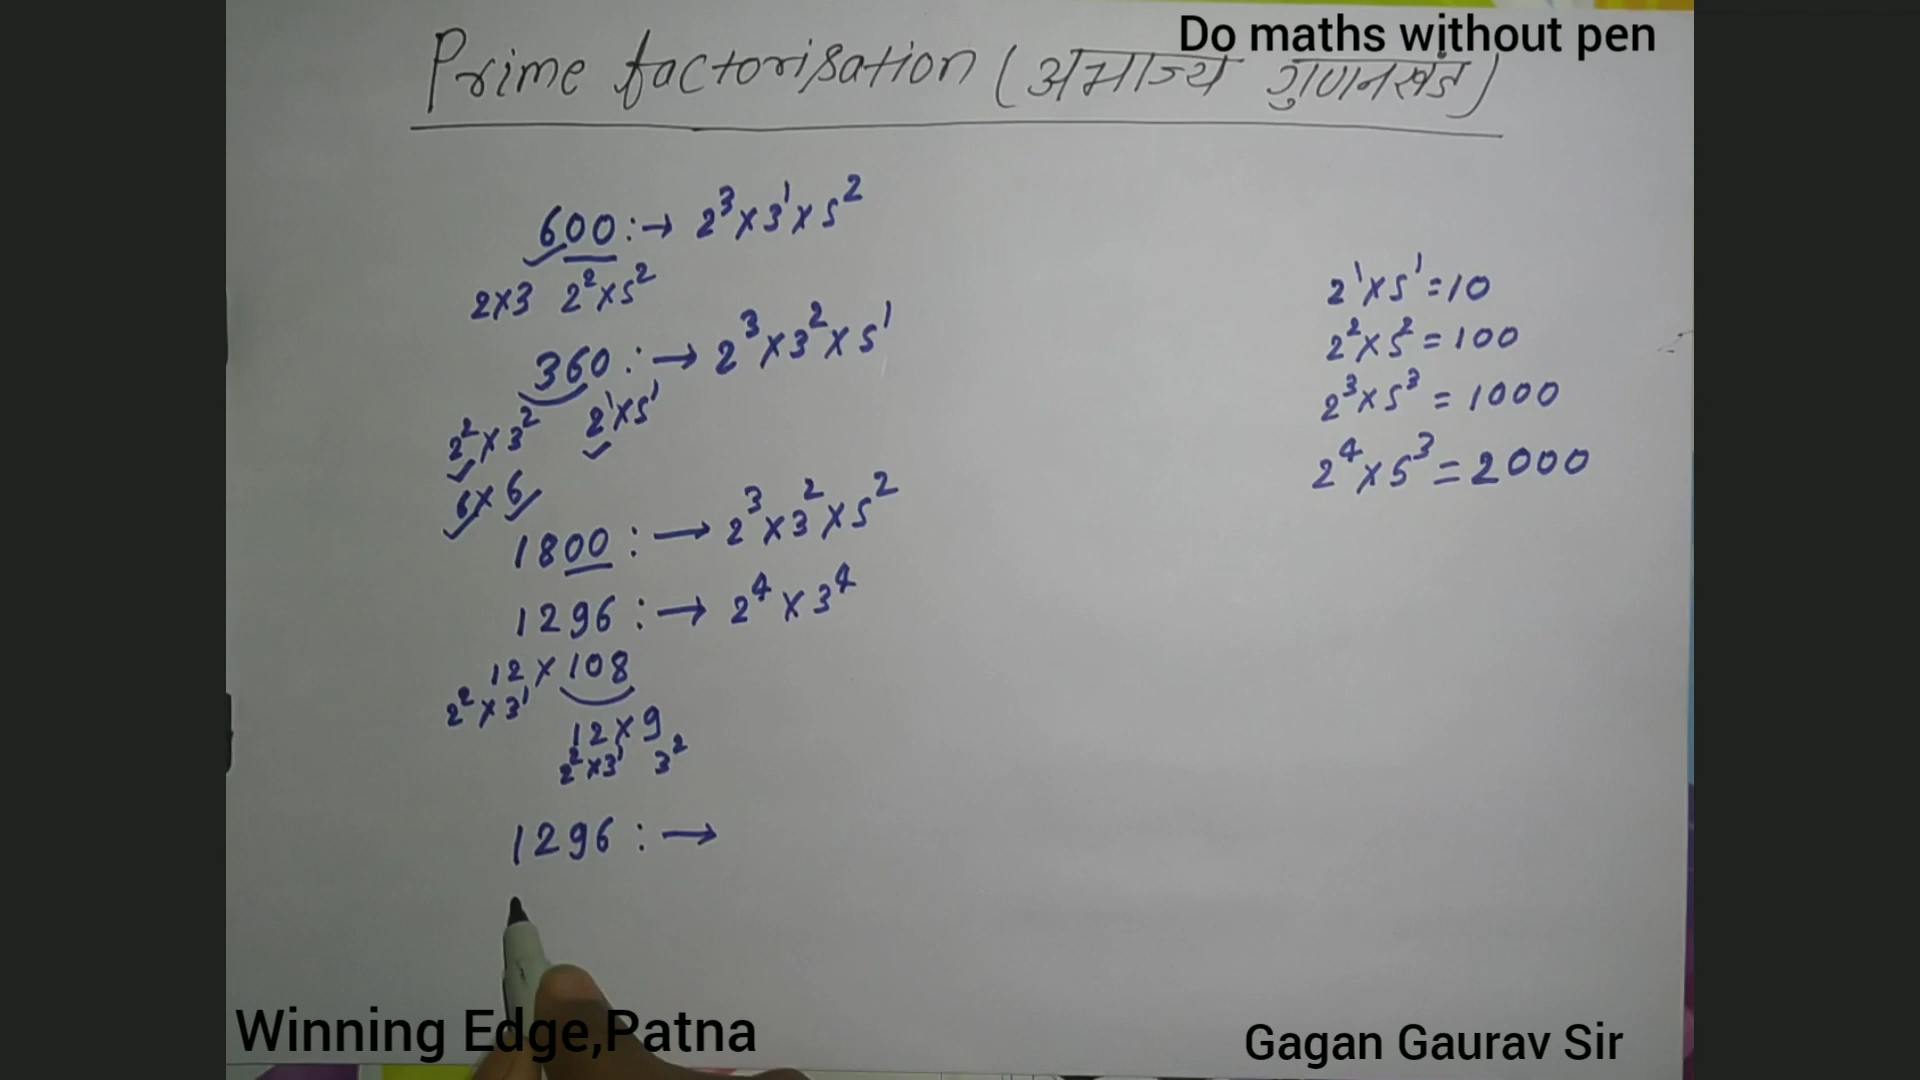 Do maths without pen
Prime factorisation (अभाज्य गुणनखंड)
600 :→ 2³×3¹×5²
2×3 2²×5²
360 :→ 2³×3²×5¹
2²×3² 2¹×5¹
6×6
1800 :→ 2³×3²×5²
1296 :→ 2⁴×3⁴
12×108
2²×3¹
12×9
2²×3¹ 3²
1296 :→
2¹×5¹=10
2²×5²=100
2³×5³=1000
2⁴×5³=2000
Winning Edge,Patna
Gagan Gaurav Sir